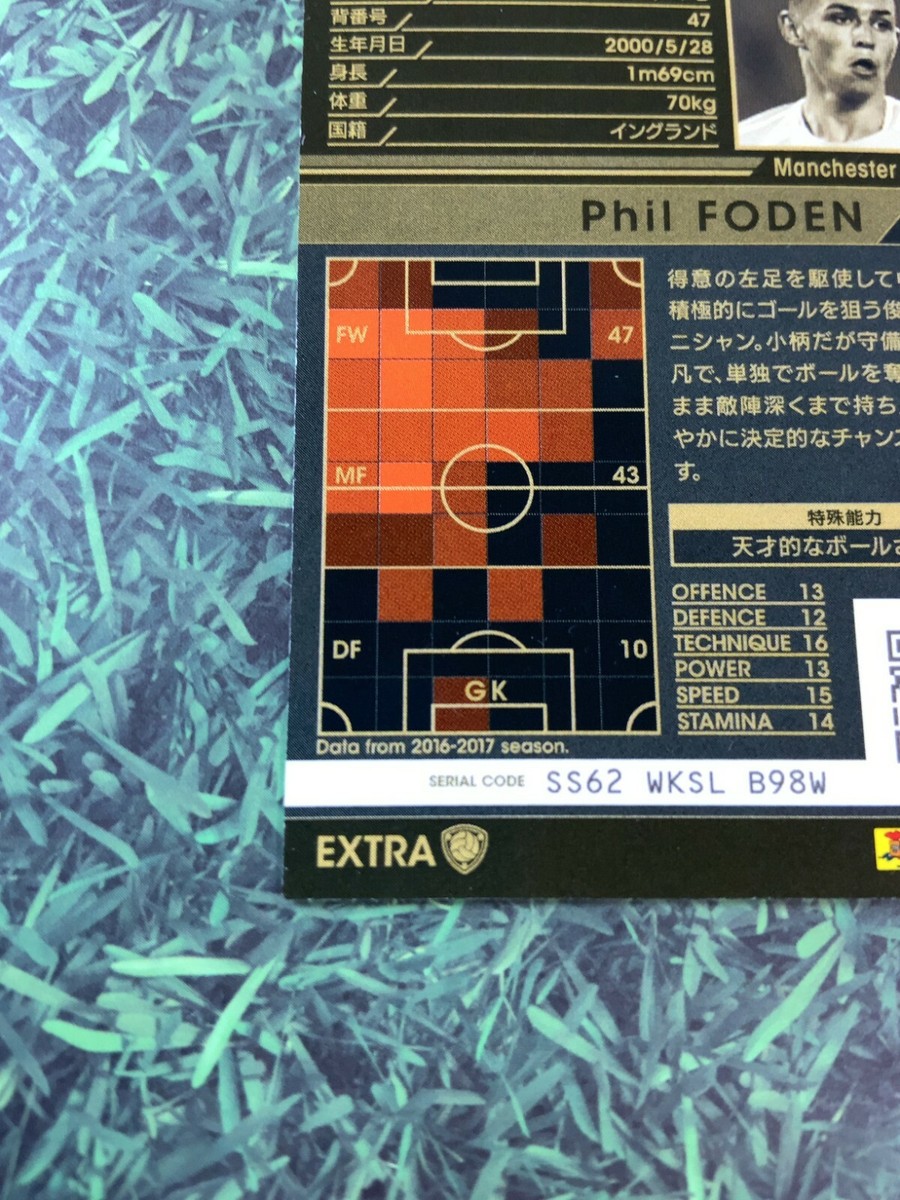 背番号 47
生年月日 2000/5/28
身長 1m69cm
体重 70kg
国籍 イングランド
Manchester
Phil FODEN
FW 47
MF 43
DF 10
GK
Data from 2016-2017 season.
得意の左足を駆使して
積極的にゴールを狙う俊
ニシャン。小柄だが守備
凡で、単独でボールを奪
まま敵陣深くまで持ち
やかに決定的なチャンス
す。
特殊能力
天才的なボールさ
OFFENCE 13
DEFENCE 12
TECHNIQUE 16
POWER 13
SPEED 15
STAMINA 14
SERIAL CODE SS62 WKSL B98W
EXTRA